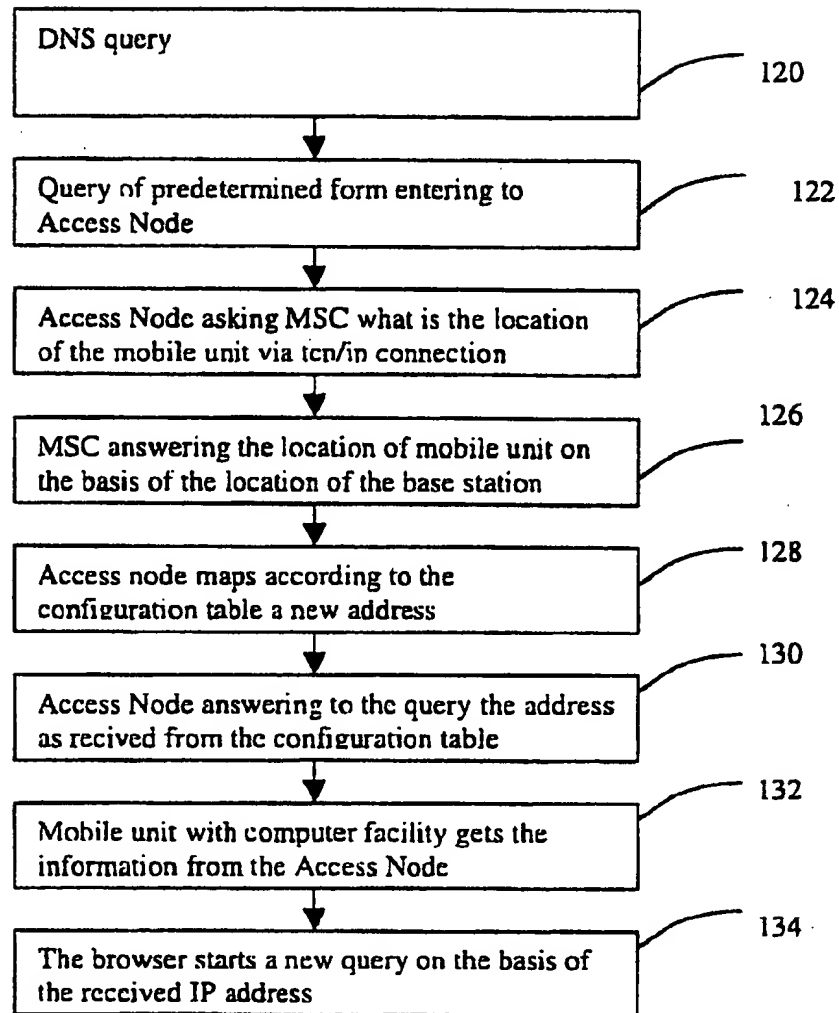 DNS query
120
Query of predetermined form entering to
Access Node
122
Access Node asking MSC what is the location
of the mobile unit via tcn/in connection
124
MSC answering the location of mobile unit on
the basis of the location of the base station
126
Access node maps according to the
configuration table a new address
128
Access Node answering to the query the address
as recived from the configuration table
130
Mobile unit with computer facility gets the
information from the Access Node
132
The browser starts a new query on the basis of
the received IP address
134